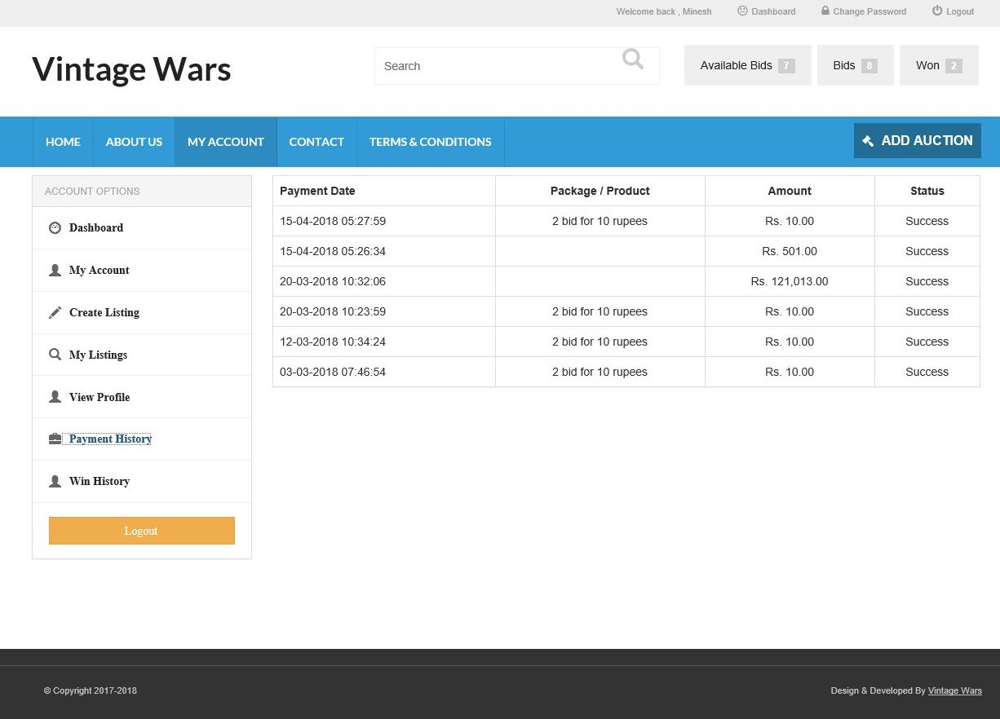 Welcome back , Minesh Dashboard Change Password Logout
Vintage Wars
Search
Available Bids 7 Bids 8 Won 2
HOME ABOUT US MY ACCOUNT CONTACT TERMS & CONDITIONS ADD AUCTION
ACCOUNT OPTIONS
Dashboard
My Account
Create Listing
My Listings
View Profile
Payment History
Win History
Logout
Payment Date Package / Product Amount Status
15-04-2018 05:27:59 2 bid for 10 rupees Rs. 10.00 Success
15-04-2018 05:26:34 Rs. 501.00 Success
20-03-2018 10:32:06 Rs. 121,013.00 Success
20-03-2018 10:23:59 2 bid for 10 rupees Rs. 10.00 Success
12-03-2018 10:34:24 2 bid for 10 rupees Rs. 10.00 Success
03-03-2018 07:46:54 2 bid for 10 rupees Rs. 10.00 Success
© Copyright 2017-2018 Design & Developed By Vintage Wars